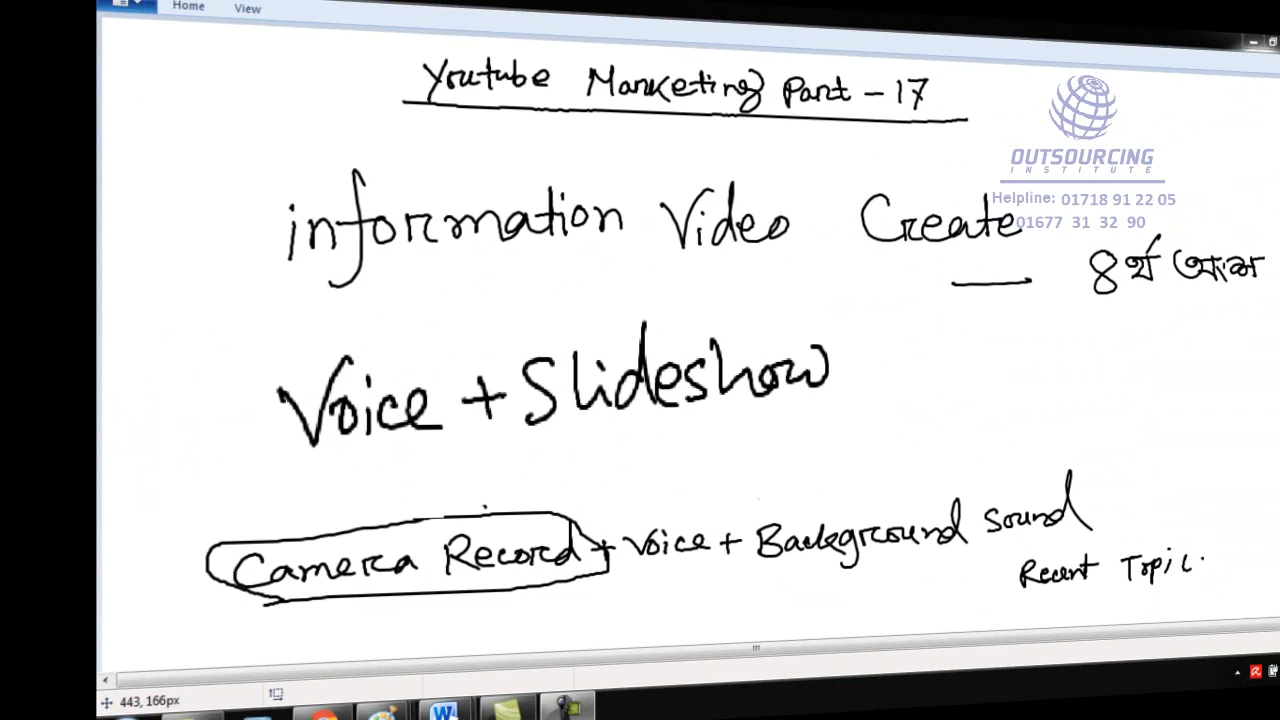 Home View
Youtube Marketing Part - 17
OUTSOURCING
INSTITUTE
Helpline: 01718 91 22 05
01677 31 32 90
information Video Create
৪র্থ অংশ
Voice + Slideshow
Camera Record + Voice + Background Sound
Recent Topic.
443, 166px